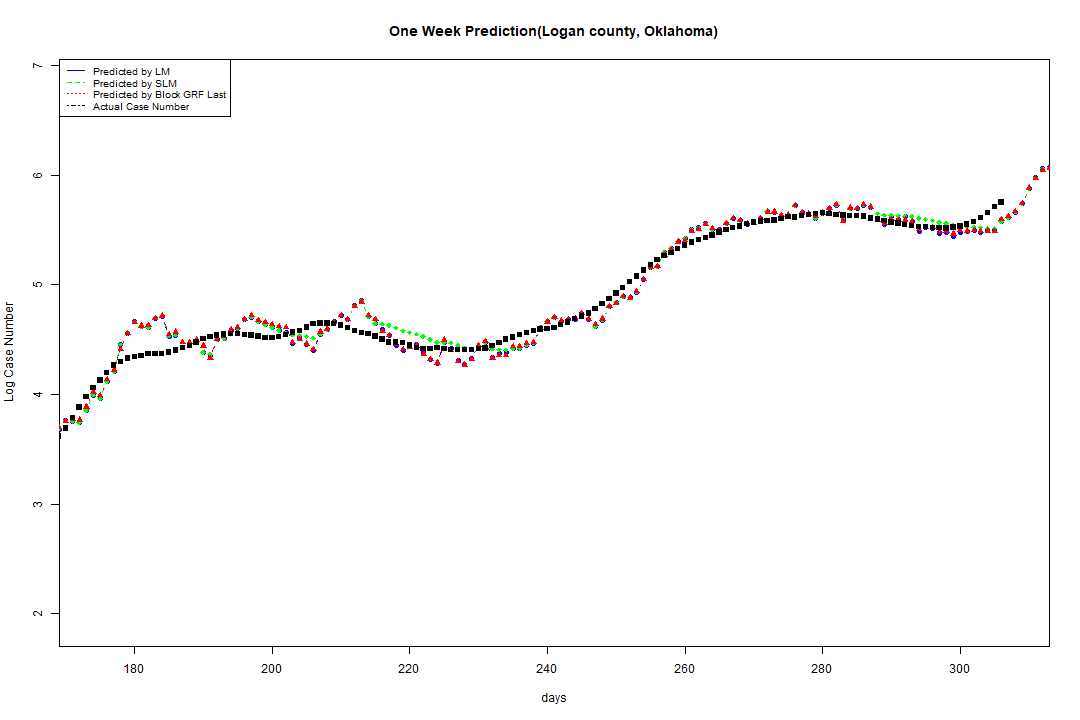 One Week Prediction(Logan county, Oklahoma)
Predicted by LM
Predicted by SLM
Predicted by Block GRF Last
Actual Case Number
7
6
5
4
3
2
Log Case Number
180 200 220 240 260 280 300
days